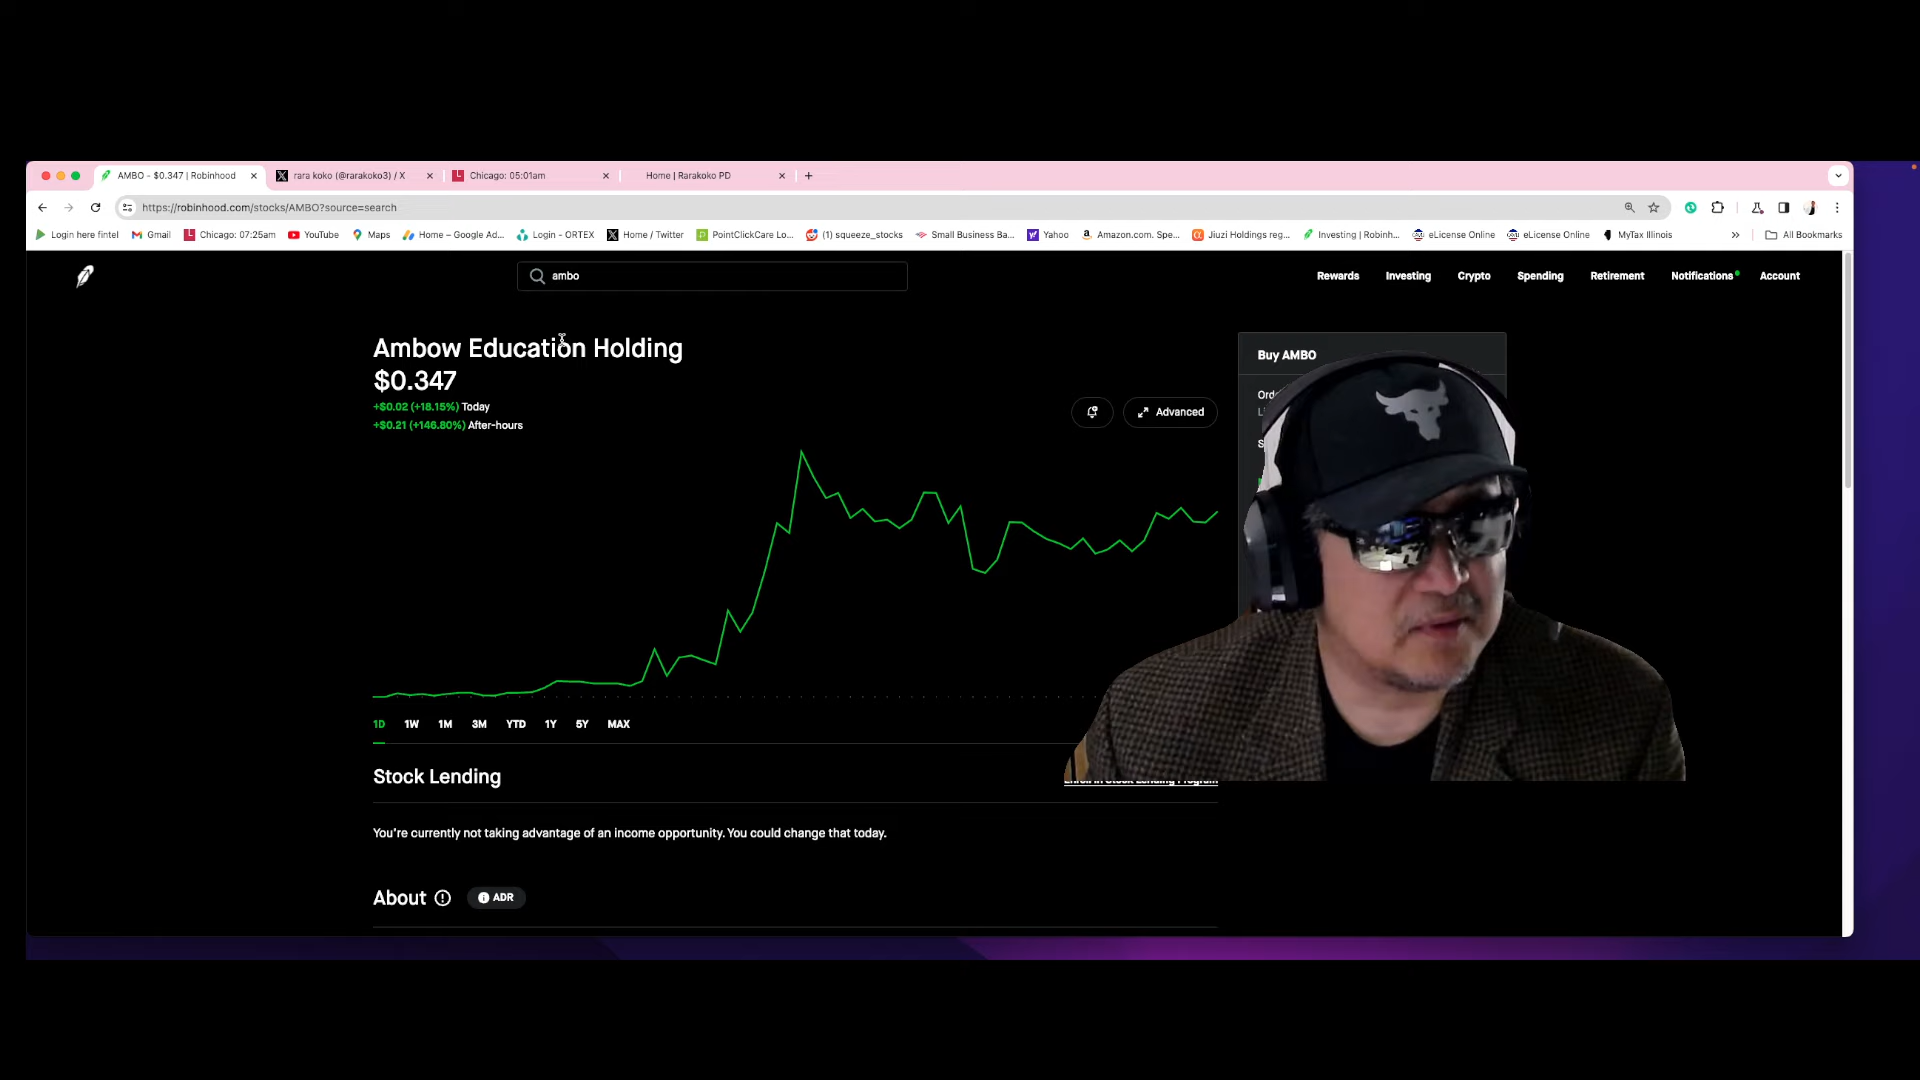 AMBO - $0.347 | Robinhood
rara koko (@rarakoko3) / X
Chicago: 05:01am
Home | Rarakoko PD
https://robinhood.com/stocks/AMBO?source=search
Login here fintel
Gmail
Chicago: 07:25am
YouTube
Maps
Home – Google Ad...
Login - ORTEX
Home / Twitter
PointClickCare Lo...
(1) squeeze_stocks
Small Business Ba...
Yahoo
Amazon.com. Spe...
Jiuzi Holdings reg...
Investing | Robinh...
eLicense Online
eLicense Online
MyTax Illinois
All Bookmarks
ambo
Rewards
Investing
Crypto
Spending
Retirement
Notifications
Account
Ambow Education Holding
$0.347
+$0.02 (+18.15%) Today
+$0.21 (+146.80%) After-hours
Advanced
Buy AMBO
1D 1W 1M 3M YTD 1Y 5Y MAX
Stock Lending
Enroll in Stock Lending Program
You're currently not taking advantage of an income opportunity. You could change that today.
About
ADR